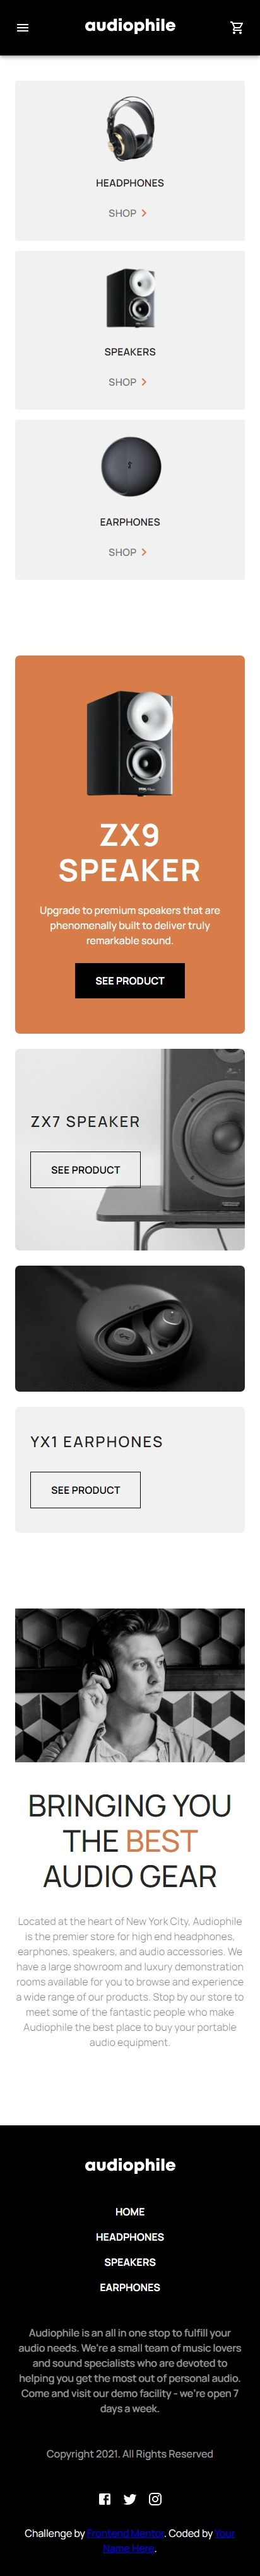 audiophile
HEADPHONES
SHOP
SPEAKERS
SHOP
EARPHONES
SHOP
ZX9
SPEAKER
Upgrade to premium speakers that are
phenomenally built to deliver truly
remarkable sound.
SEE PRODUCT
ZX7 SPEAKER
SEE PRODUCT
YX1 EARPHONES
SEE PRODUCT
BRINGING YOU
THE BEST
AUDIO GEAR
Located at the heart of New York City, Audiophile
is the premier store for high end headphones,
earphones, speakers, and audio accessories. We
have a large showroom and luxury demonstration
rooms available for you to browse and experience
a wide range of our products. Stop by our store to
meet some of the fantastic people who make
Audiophile the best place to buy your portable
audio equipment.
audiophile
HOME
HEADPHONES
SPEAKERS
EARPHONES
Audiophile is an all in one stop to fulfill your
audio needs. We're a small team of music lovers
and sound specialists who are devoted to
helping you get the most out of personal audio.
Come and visit our demo facility - we're open 7
days a week.
Copyright 2021. All Rights Reserved
Challenge by Frontend Mentor. Coded by Your
Name Here.